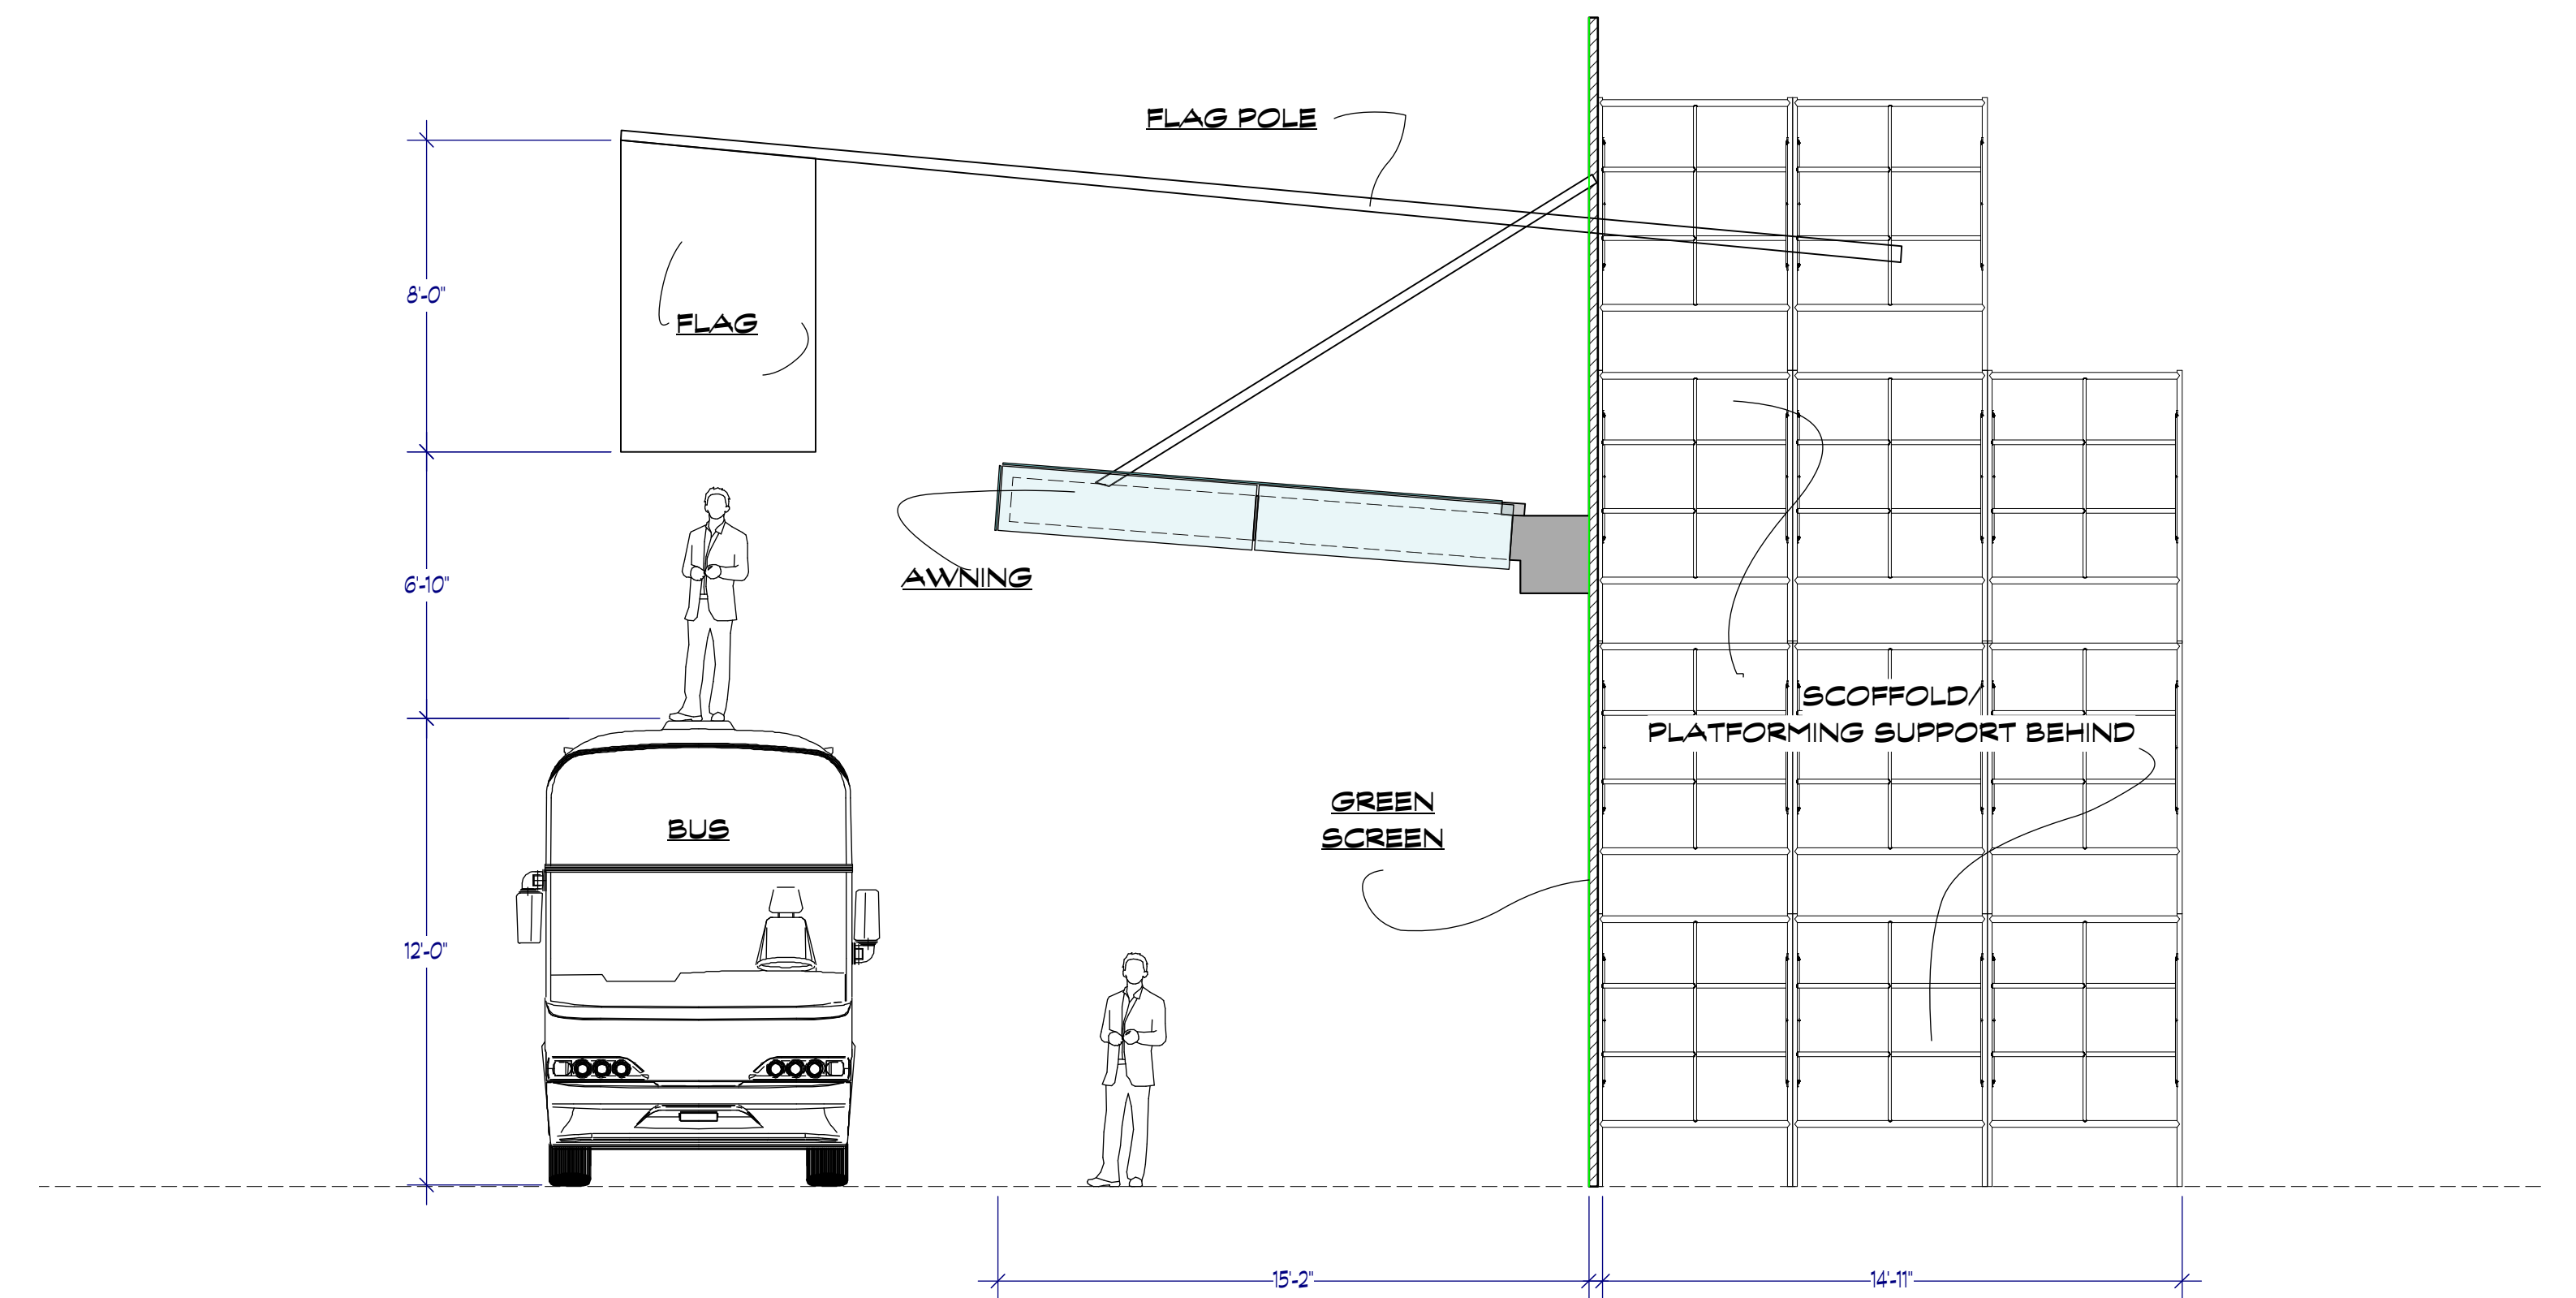 FLAG POLE
8'-0"
FLAG
6'-10"
AWNING
SCOFFOLD/
PLATFORMING SUPPORT BEHIND
GREEN
SCREEN
BUS
12'-0"
15'-2"
14'-11"